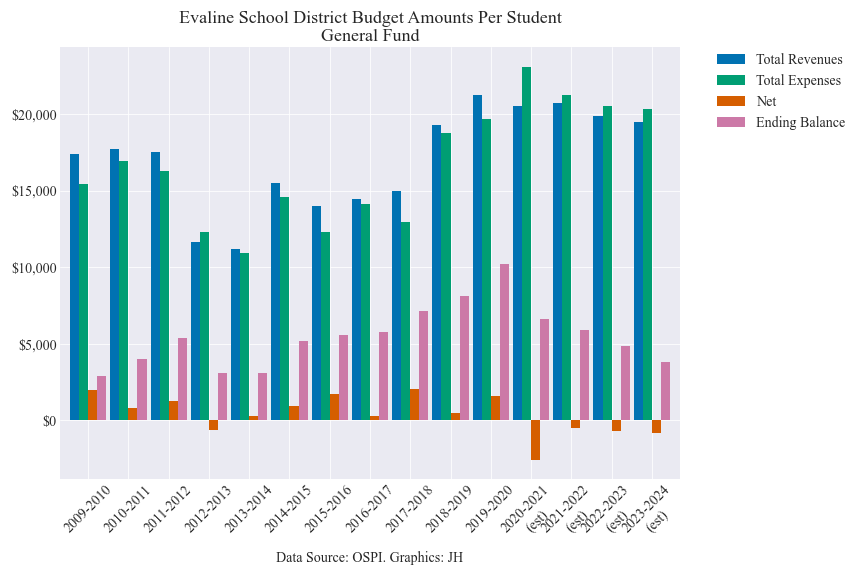 Evaline School District Budget Amounts Per Student
General Fund
Total Revenues
Total Expenses
Net
Ending Balance
$20,000
$15,000
$10,000
$5,000
$0
2009-2010
2010-2011
2011-2012
2012-2013
2013-2014
2014-2015
2015-2016
2016-2017
2017-2018
2018-2019
2019-2020
2020-2021
(est)
2021-2022
(est)
2022-2023
(est)
2023-2024
(est)
Data Source: OSPI. Graphics: JH